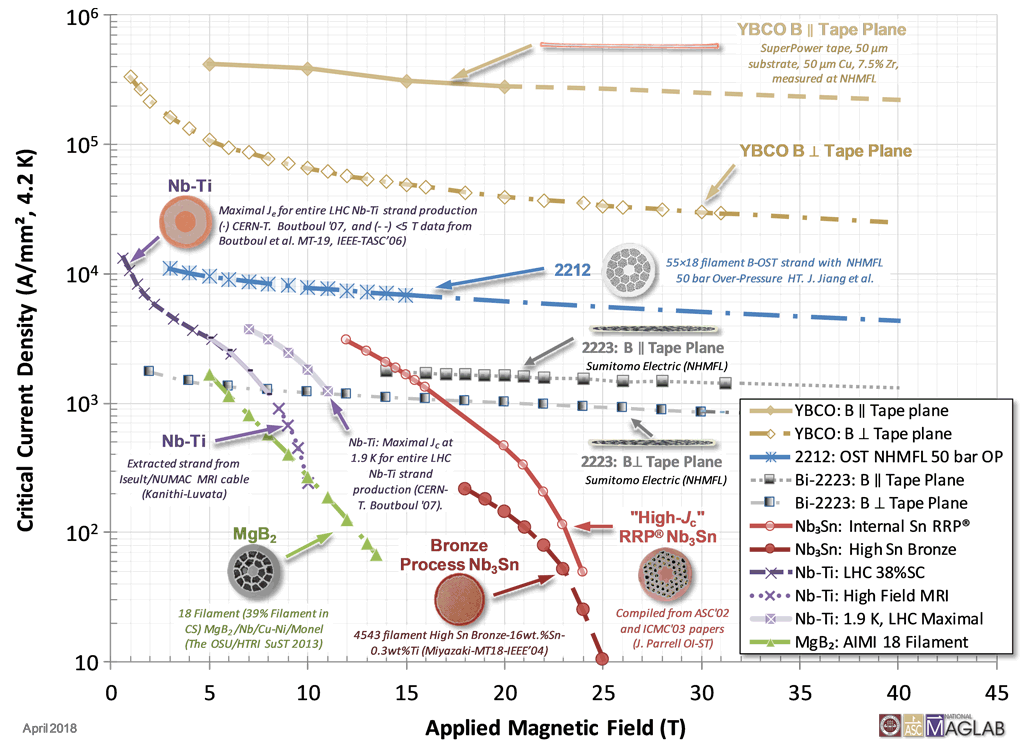 10⁶
10⁵
10⁴
10³
10²
10
Critical Current Density (A/mm², 4.2 K)
0 5 10 15 20 25 30 35 40 45
Applied Magnetic Field (T)
YBCO B ∥ Tape Plane
SuperPower tape, 50 μm
substrate, 50 μm Cu, 7.5% Zr,
measured at NHMFL
YBCO B ⊥ Tape Plane
Nb-Ti
Maximal Jₑ for entire LHC Nb-Ti strand production
(·) CERN-T. Boutboul '07, and (- -) <5 T data from
Boutboul et al. MT-19, IEEE-TASC'06)
2212
55×18 filament B-OST strand with NHMFL
50 bar Over-Pressure HT. J. Jiang et al.
2223: B ∥ Tape Plane
Sumitomo Electric (NHMFL)
2223: B⊥ Tape Plane
Sumitomo Electric (NHMFL)
Nb-Ti
Extracted strand from
Iseult/NUMAC MRI cable
(Kanithi-Luvata)
Nb-Ti: Maximal J꜀ at
1.9 K for entire LHC
Nb-Ti strand
production (CERN-
T. Boutboul '07).
MgB₂
18 Filament (39% Filament in
CS) MgB₂/Nb/Cu-Ni/Monel
(The OSU/HTRI SuST 2013)
Bronze
Process Nb₃Sn
4543 filament High Sn Bronze-16wt.%Sn-
0.3wt%Ti (Miyazaki-MT18-IEEE'04)
"High-J꜀"
RRP® Nb₃Sn
Compiled from ASC'02
and ICMC'03 papers
(J. Parrell OI-ST)
YBCO: B ∥ Tape plane
YBCO: B ⊥ Tape plane
2212: OST NHMFL 50 bar OP
Bi-2223: B ∥ Tape Plane
Bi-2223: B ⊥ Tape Plane
Nb₃Sn: Internal Sn RRP®
Nb₃Sn: High Sn Bronze
Nb-Ti: LHC 38%SC
Nb-Ti: High Field MRI
Nb-Ti: 1.9 K, LHC Maximal
MgB₂: AIMI 18 Filament
April 2018
ASC
NATIONAL
MAGLAB